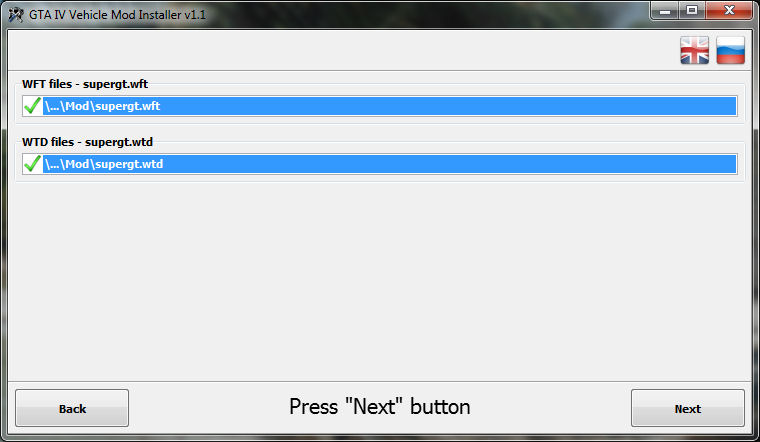 GTA IV Vehicle Mod Installer v1.1
WFT files - supergt.wft
\...\Mod\supergt.wft
WTD files - supergt.wtd
\...\Mod\supergt.wtd
Back
Press "Next" button
Next